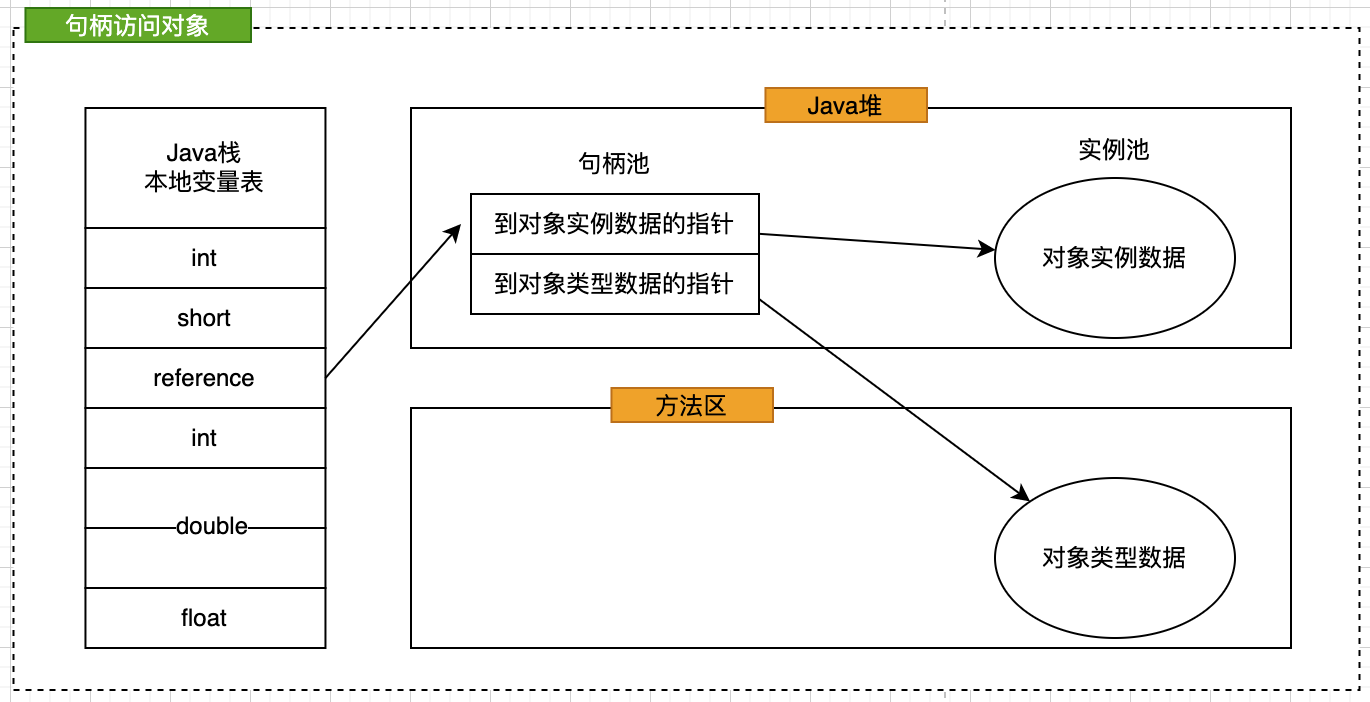 句柄访问对象
Java栈
本地变量表
int
short
reference
int
double
float
Java堆
句柄池
到对象实例数据的指针
到对象类型数据的指针
实例池
对象实例数据
方法区
对象类型数据